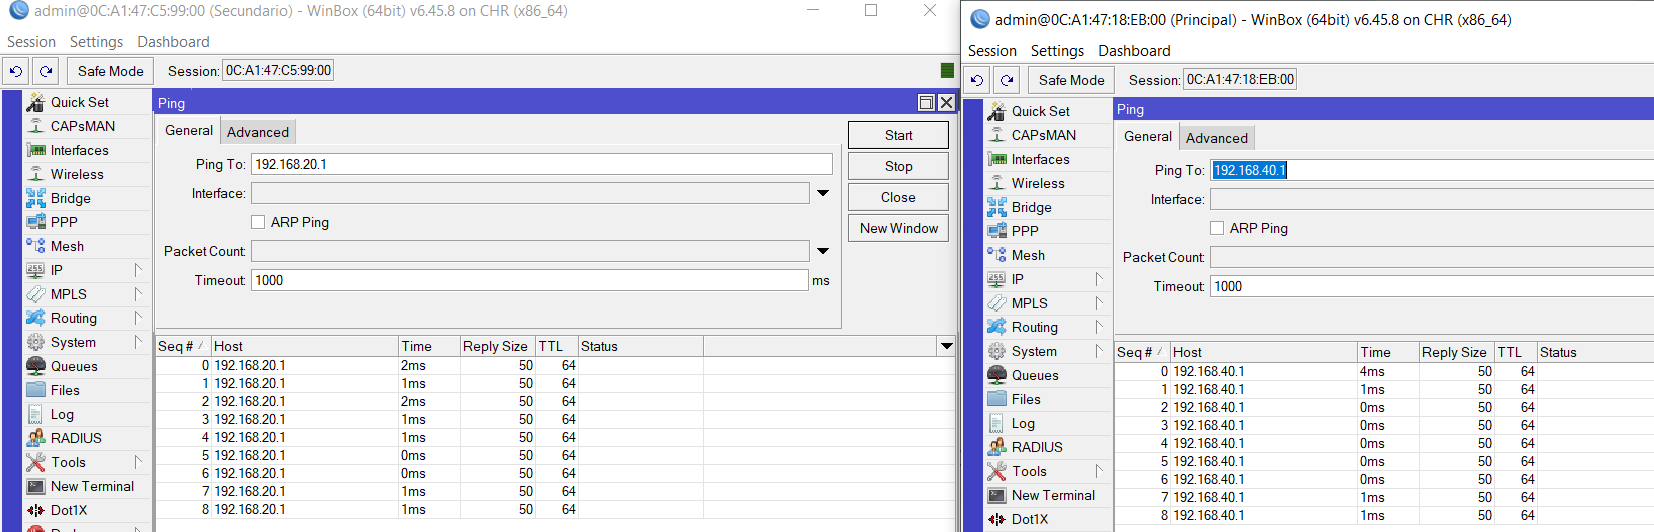 admin@0C:A1:47:C5:99:00 (Secundario) - WinBox (64bit) v6.45.8 on CHR (x86_64)
Session Settings Dashboard
Safe Mode Session: 0C:A1:47:C5:99:00
Quick Set
CAPsMAN
Interfaces
Wireless
Bridge
PPP
Mesh
IP
MPLS
Routing
System
Queues
Files
Log
RADIUS
Tools
New Terminal
Dot1X
Ping
General Advanced
Ping To: 192.168.20.1
Interface:
ARP Ping
Packet Count:
Timeout: 1000 ms
Start
Stop
Close
New Window
Seq # Host Time Reply Size TTL Status
0 192.168.20.1 2ms 50 64
1 192.168.20.1 1ms 50 64
2 192.168.20.1 2ms 50 64
3 192.168.20.1 1ms 50 64
4 192.168.20.1 1ms 50 64
5 192.168.20.1 0ms 50 64
6 192.168.20.1 0ms 50 64
7 192.168.20.1 1ms 50 64
8 192.168.20.1 1ms 50 64
admin@0C:A1:47:18:EB:00 (Principal) - WinBox (64bit) v6.45.8 on CHR (x86_64)
Session Settings Dashboard
Safe Mode Session: 0C:A1:47:18:EB:00
Quick Set
CAPsMAN
Interfaces
Wireless
Bridge
PPP
Mesh
255
IP
MPLS
Routing
System
Queues
Files
Log
RADIUS
Tools
New Terminal
Dot1X
Ping
General Advanced
Ping To: 192.168.40.1
Interface:
ARP Ping
Packet Count:
Timeout: 1000
Seq # Host Time Reply Size TTL Status
0 192.168.40.1 4ms 50 64
1 192.168.40.1 1ms 50 64
2 192.168.40.1 0ms 50 64
3 192.168.40.1 0ms 50 64
4 192.168.40.1 0ms 50 64
5 192.168.40.1 0ms 50 64
6 192.168.40.1 0ms 50 64
7 192.168.40.1 1ms 50 64
8 192.168.40.1 1ms 50 64